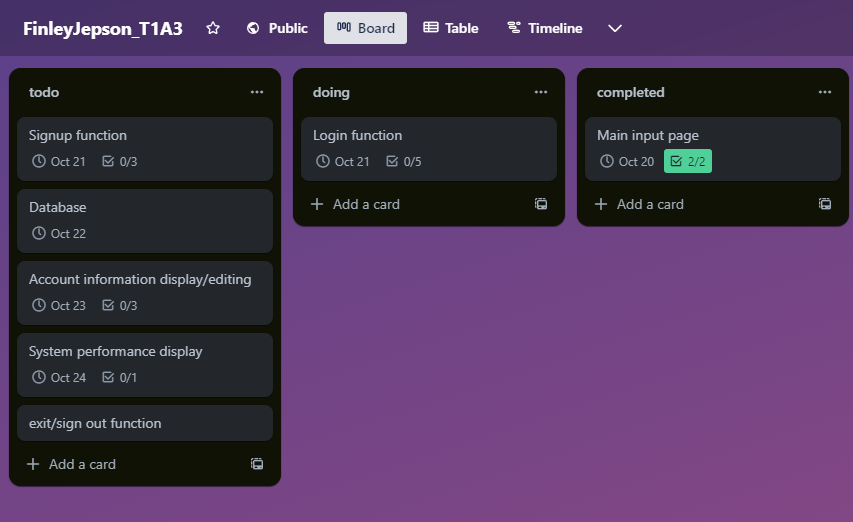 FinleyJepson_T1A3 Public Board Table Timeline
todo
Signup function
Oct 21 0/3
Database
Oct 22
Account information display/editing
Oct 23 0/3
System performance display
Oct 24 0/1
exit/sign out function
Add a card
doing
Login function
Oct 21 0/5
Add a card
completed
Main input page
Oct 20 2/2
Add a card